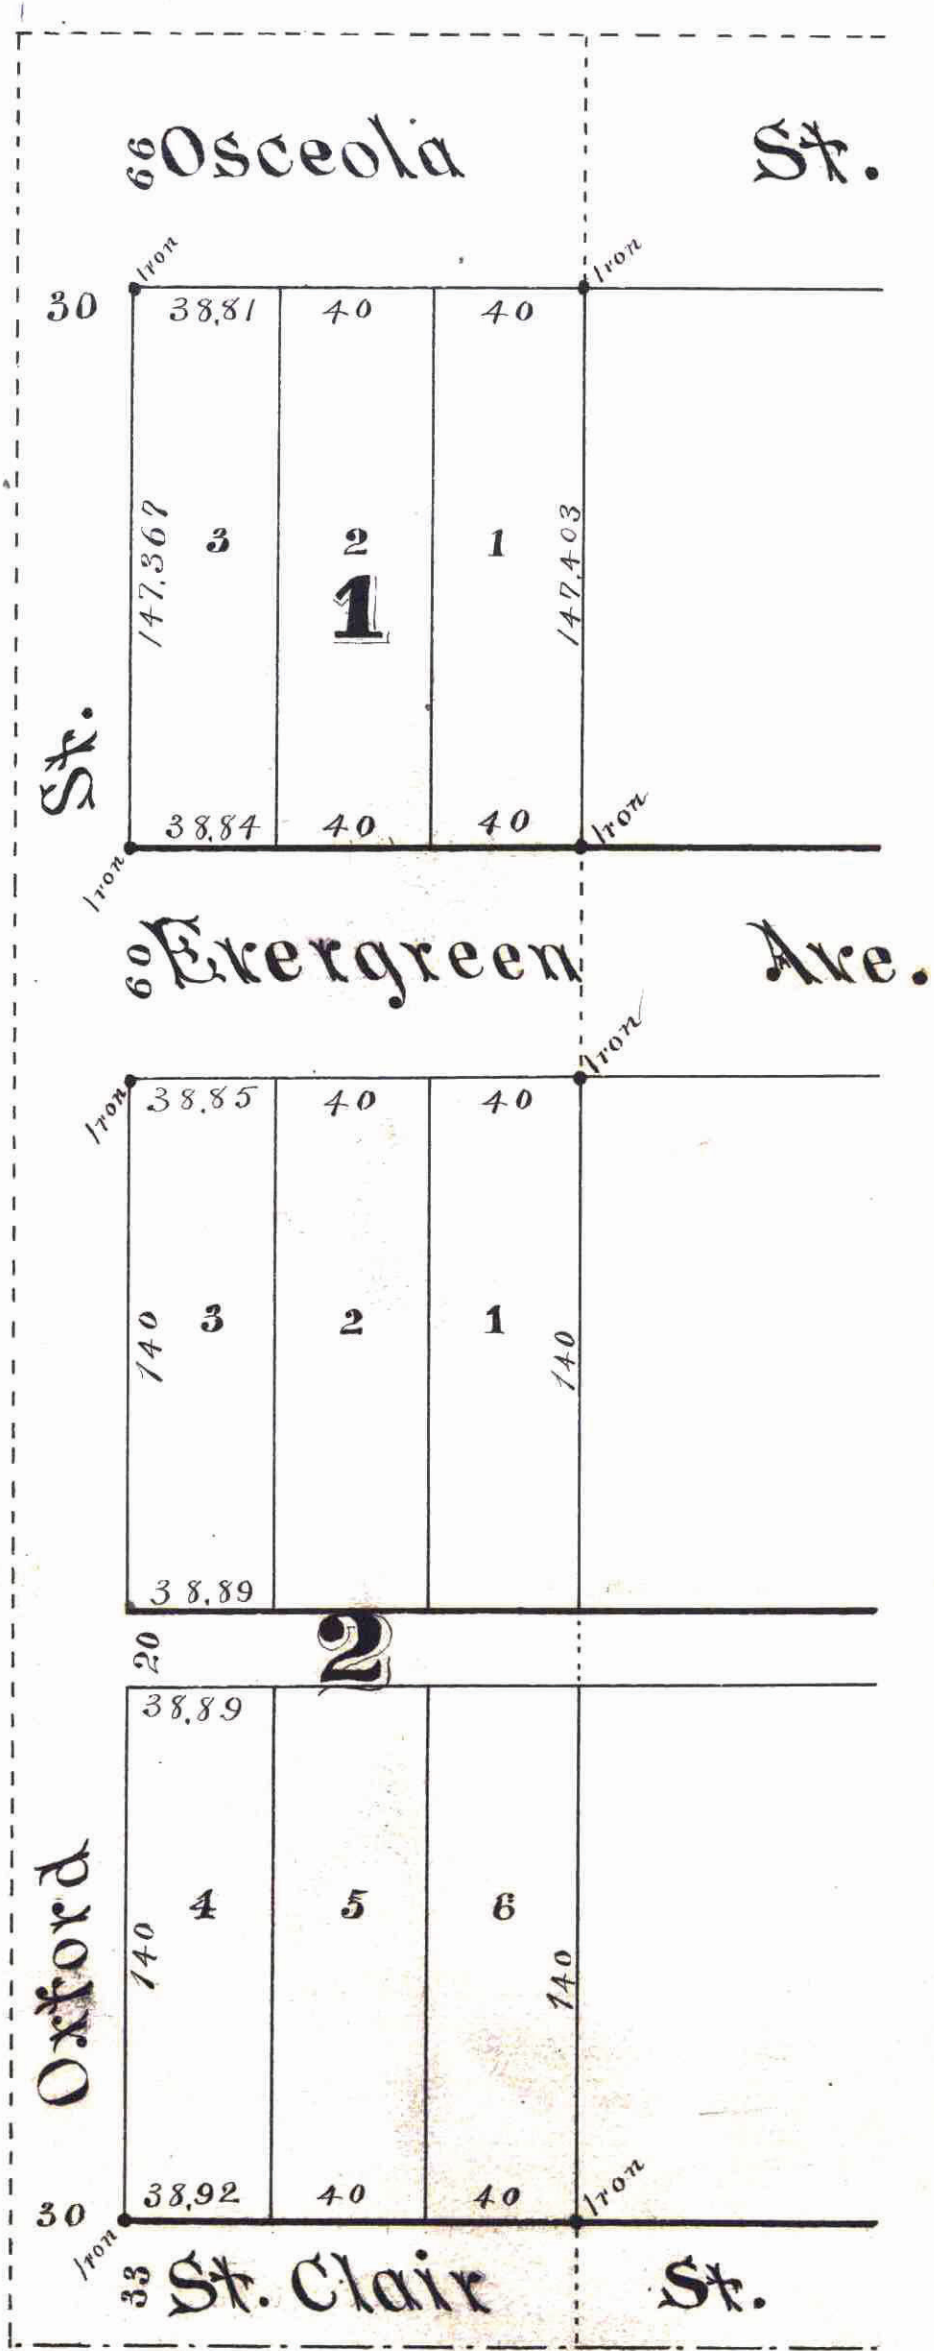 66 Osceola St.
Iron Iron
30 38.81 40 40
147.367 3 2 1 147.403
1
St.
38.84 40 40 Iron
Iron
60 Evergreen Ave.
Iron
Iron 38.85 40 40
140 3 2 1 140
38.89
20 2
38.89
Oxford
140 4 5 6 140
30 38.92 40 40 Iron
Iron
33 St. Clair St.